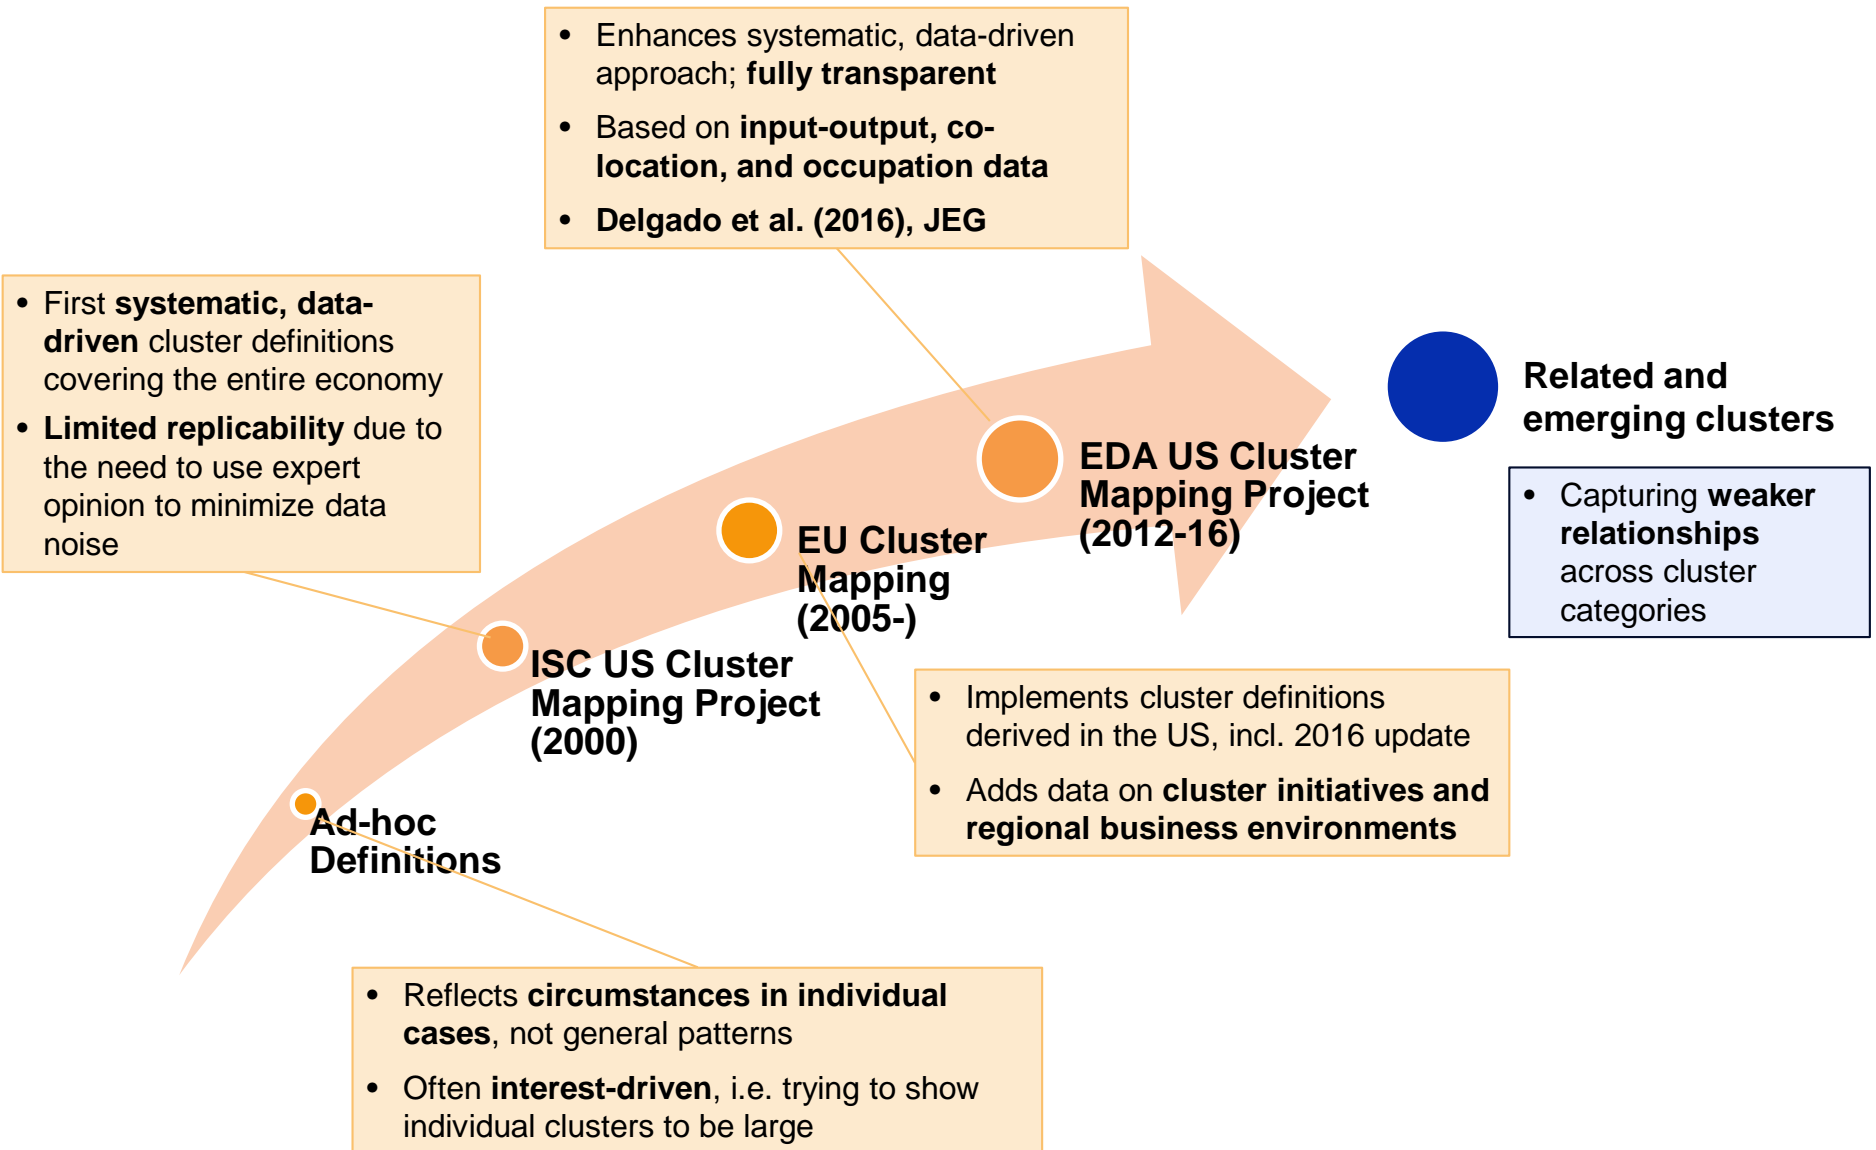 • Enhances systematic, data-driven
approach; fully transparent
• Based on input-output, co-
location, and occupation data
• Delgado et al. (2016), JEG
• First systematic, data-
driven cluster definitions
covering the entire economy
• Limited replicability due to
the need to use expert
opinion to minimize data
noise
Related and
emerging clusters
• Capturing weaker
relationships
across cluster
categories
EDA US Cluster
Mapping Project
(2012-16)
EU Cluster
Mapping
(2005-)
ISC US Cluster
Mapping Project
(2000)
• Implements cluster definitions
derived in the US, incl. 2016 update
• Adds data on cluster initiatives and
regional business environments
Ad-hoc
Definitions
• Reflects circumstances in individual
cases, not general patterns
• Often interest-driven, i.e. trying to show
individual clusters to be large